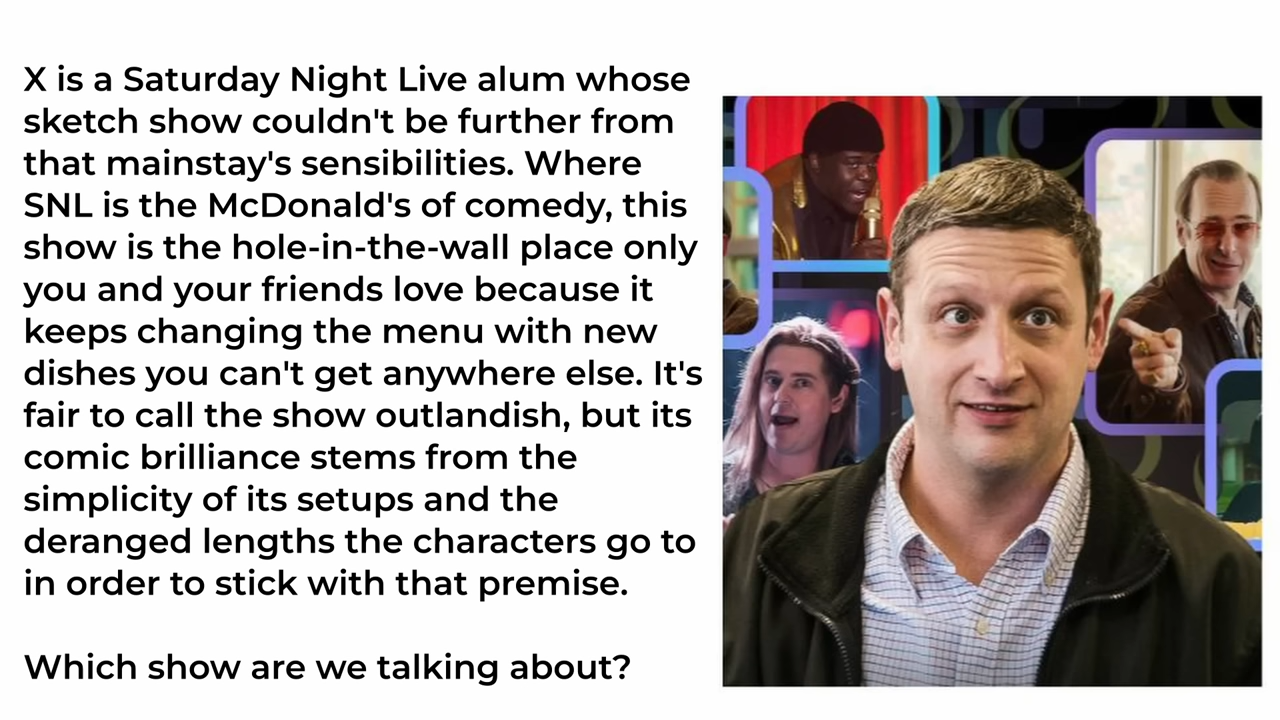 X is a Saturday Night Live alum whose
sketch show couldn't be further from
that mainstay's sensibilities. Where
SNL is the McDonald's of comedy, this
show is the hole-in-the-wall place only
you and your friends love because it
keeps changing the menu with new
dishes you can't get anywhere else. It's
fair to call the show outlandish, but its
comic brilliance stems from the
simplicity of its setups and the
deranged lengths the characters go to
in order to stick with that premise.
Which show are we talking about?